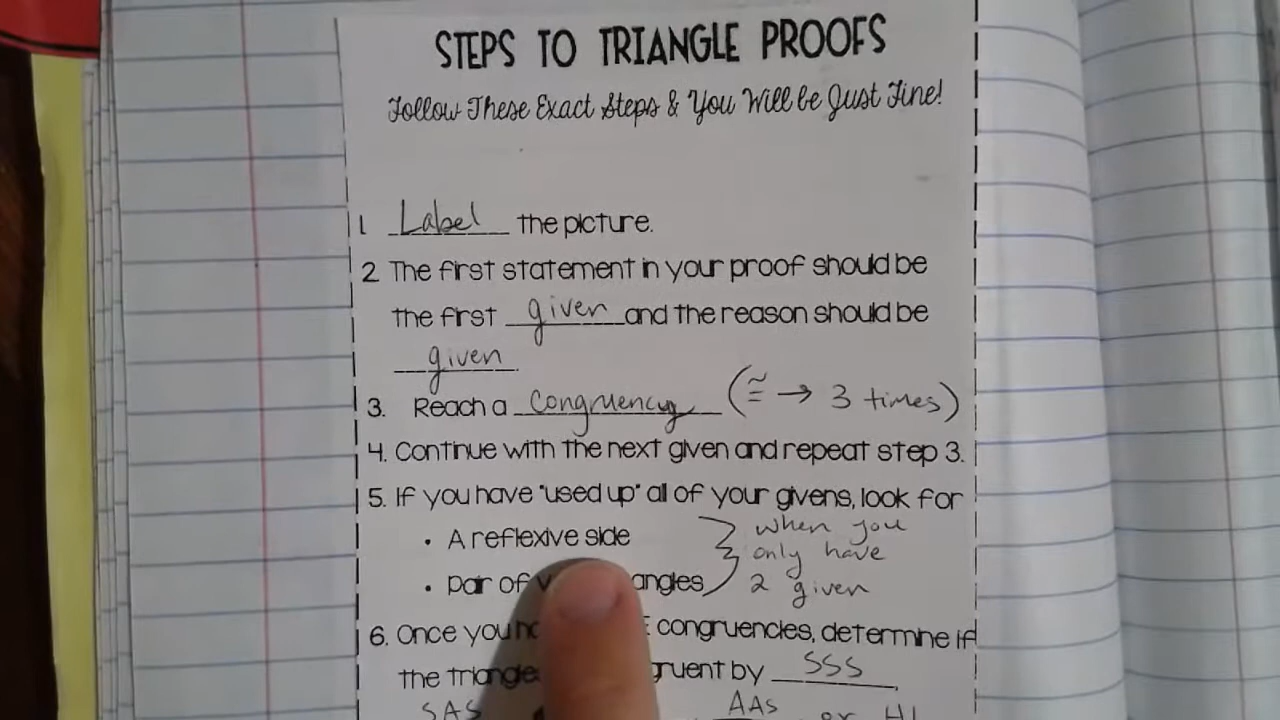 STEPS TO TRIANGLE PROOFS
Follow These Exact Steps & You Will be Just Fine!
1 Label the picture.
2 The first statement in your proof should be
the first given and the reason should be
given.
3. Reach a congruency (≅ → 3 times)
4. Continue with the next given and repeat step 3.
5. If you have "used up" all of your givens, look for
• A reflexive side
• pair of angles
when you
only have
2 given
6. Once you congruencies, determine if
the by SSS,
SAS AAS or HL